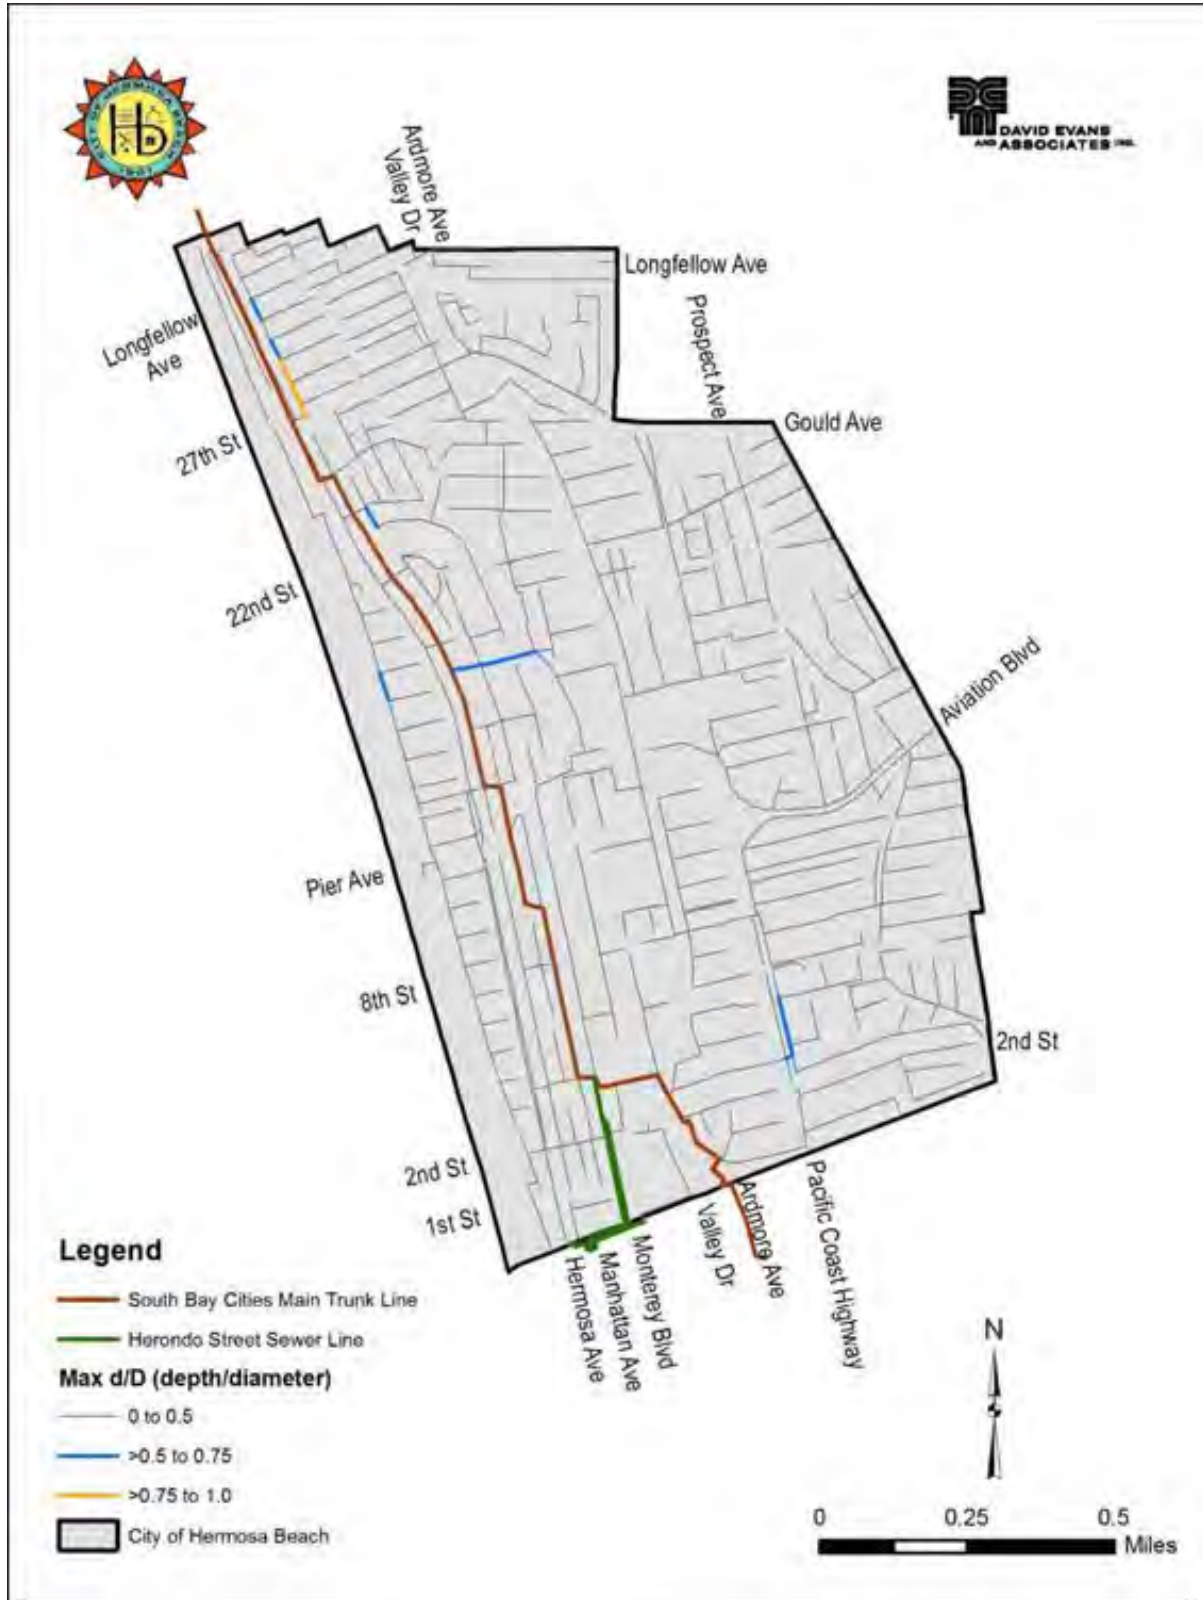 Hb
1907
DAVID EVANS
AND ASSOCIATES INC.
Ardmore Ave
Valley Dr
Longfellow Ave
Prospect Ave
Longfellow
Ave
Gould Ave
27th St
22nd St
Aviation Blvd
Pier Ave
8th St
2nd St
2nd St
1st St
Hermosa Ave
Manhattan Ave
Monterey Blvd
Valley Dr
Ardmore Ave
Pacific Coast Highway
Legend
South Bay Cities Main Trunk Line
Herondo Street Sewer Line
Max d/D (depth/diameter)
0 to 0.5
>0.5 to 0.75
>0.75 to 1.0
City of Hermosa Beach
N
0 0.25 0.5
Miles